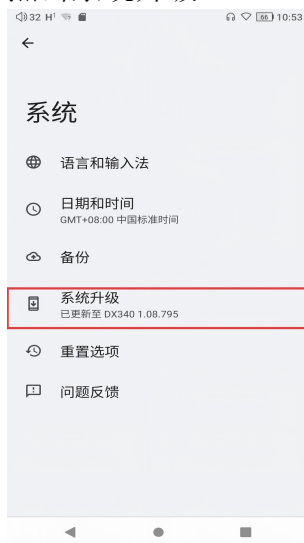 32 H¹ 66 10:53
系统
语言和输入法
日期和时间
GMT+08:00 中国标准时间
备份
系统升级
已更新至 DX340 1.08.795
重置选项
问题反馈